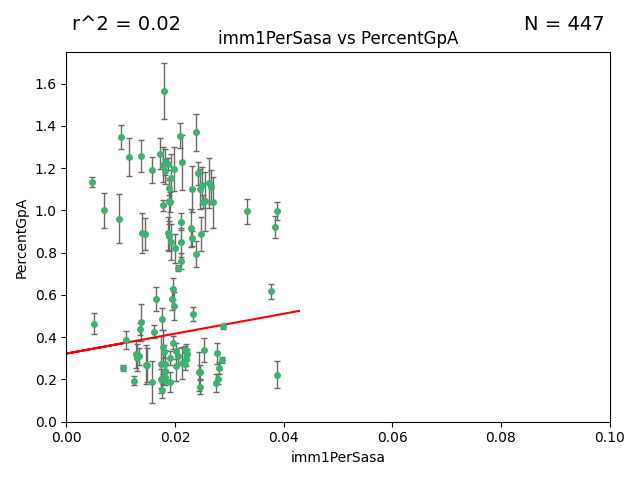 r^2 = 0.02
N = 447
imm1PerSasa vs PercentGpA
PercentGpA
1.6
1.4
1.2
1.0
0.8
0.6
0.4
0.2
0.0
0.00 0.02 0.04 0.06 0.08 0.10
imm1PerSasa